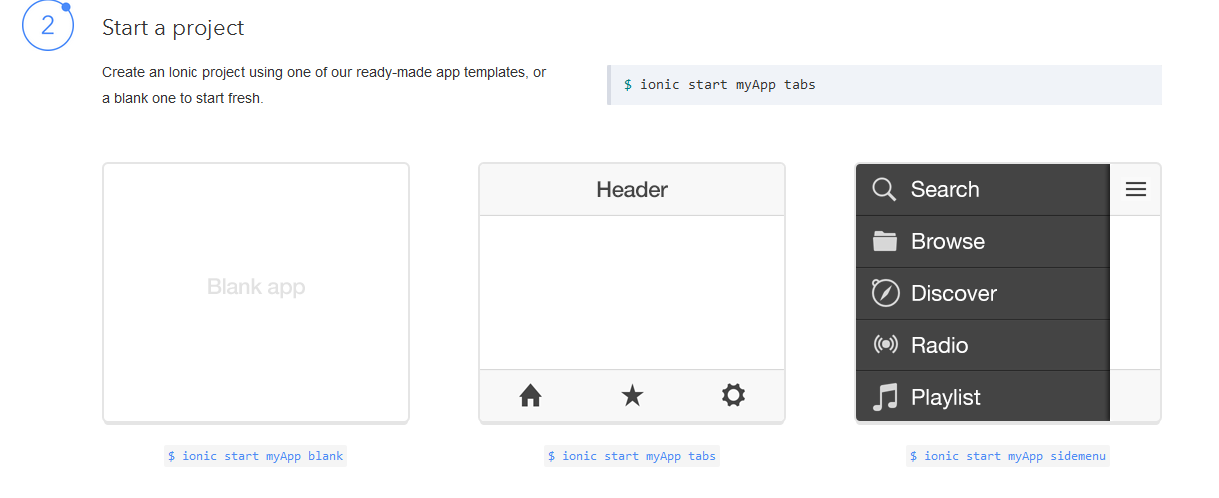 2
Start a project
Create an Ionic project using one of our ready-made app templates, or
a blank one to start fresh.
$ ionic start myApp tabs
Blank app
$ ionic start myApp blank
Header
$ ionic start myApp tabs
Search
Browse
Discover
Radio
Playlist
$ ionic start myApp sidemenu